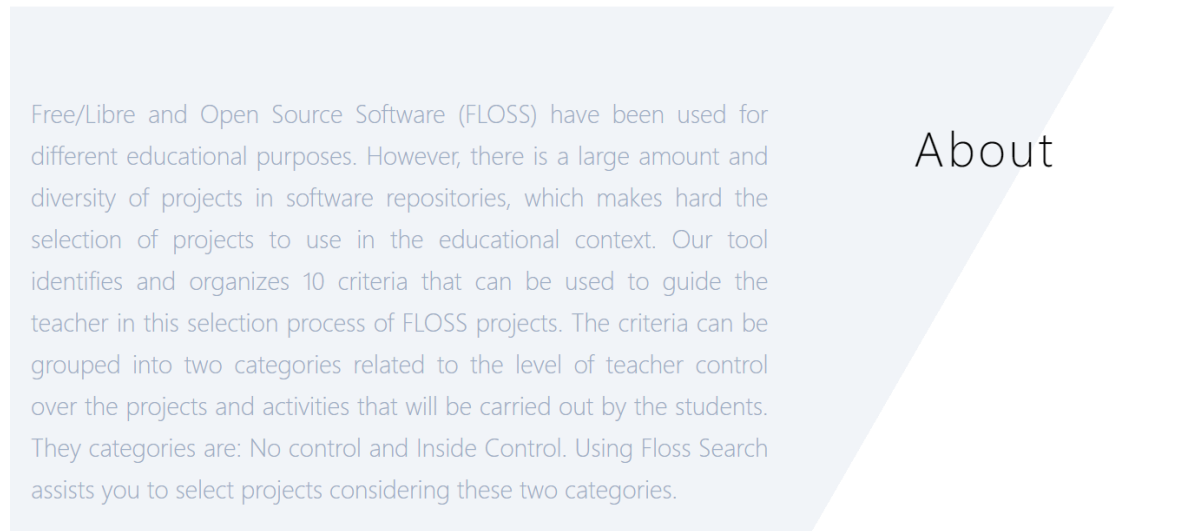 Free/Libre and Open Source Software (FLOSS) have been used for
different educational purposes. However, there is a large amount and
diversity of projects in software repositories, which makes hard the
selection of projects to use in the educational context. Our tool
identifies and organizes 10 criteria that can be used to guide the
teacher in this selection process of FLOSS projects. The criteria can be
grouped into two categories related to the level of teacher control
over the projects and activities that will be carried out by the students.
They categories are: No control and Inside Control. Using Floss Search
assists you to select projects considering these two categories.
About